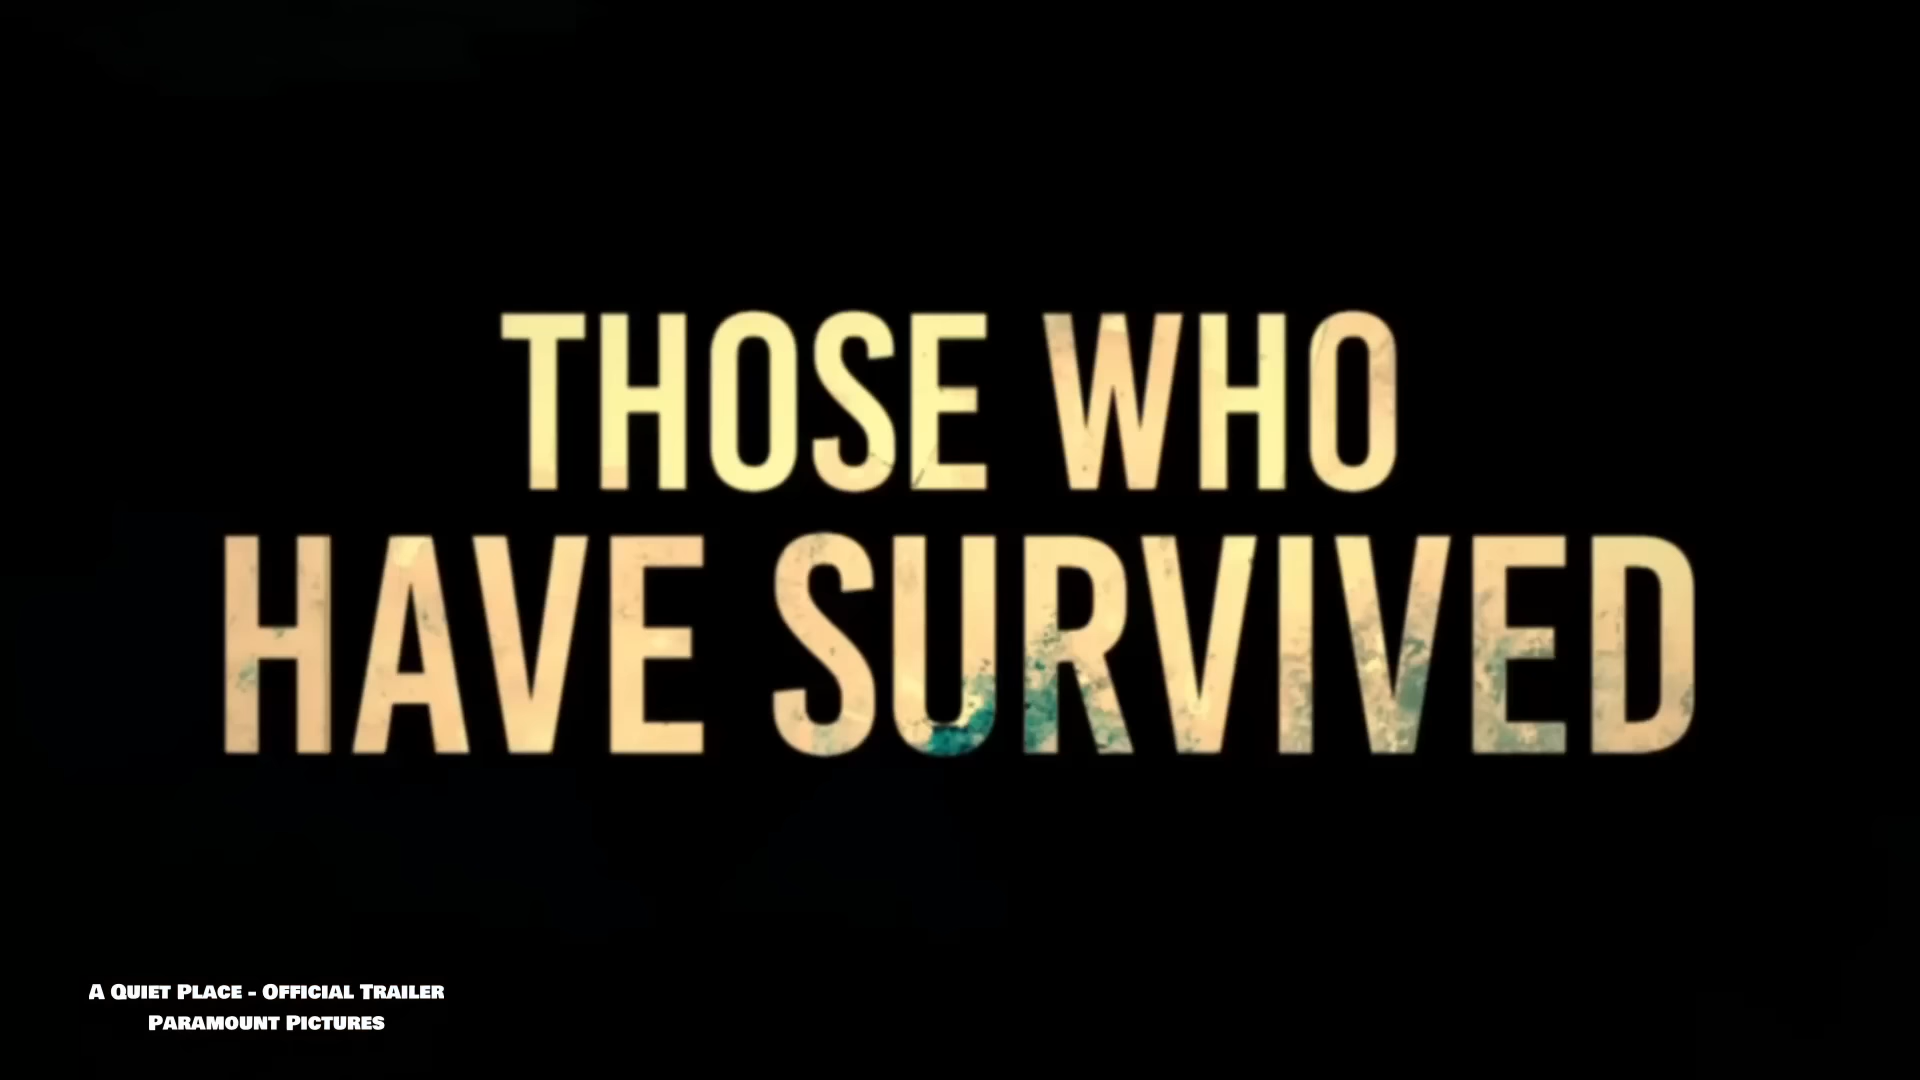 THOSE WHO
HAVE SURVIVED
A QUIET PLACE - OFFICIAL TRAILER
PARAMOUNT PICTURES